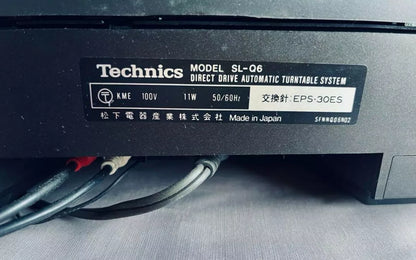 Technics MODEL SL-Q6
DIRECT DRIVE AUTOMATIC TURNTABLE SYSTEM
〒 KME 100V 11W 50/60Hz 交換針:EPS-30ES
松下電器産業株式会社 Made in Japan SFNNQ06N02